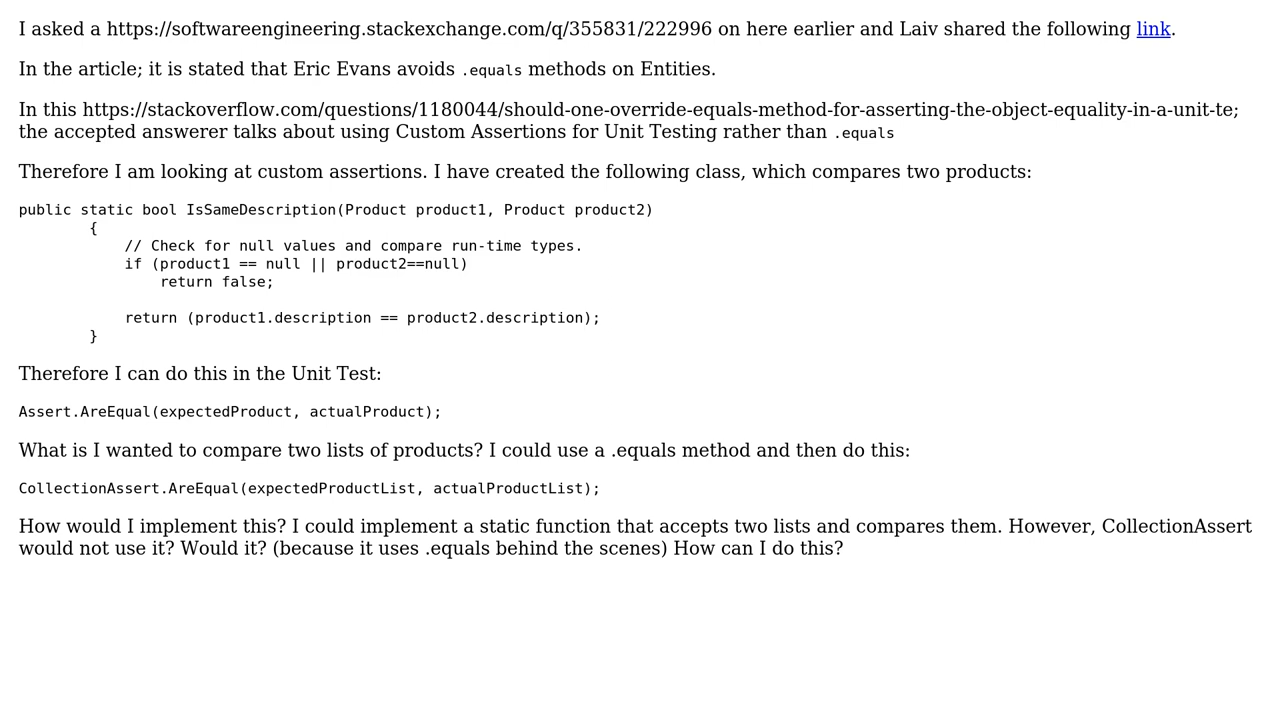 I asked a https://softwareengineering.stackexchange.com/q/355831/222996 on here earlier and Laiv shared the following link.
In the article; it is stated that Eric Evans avoids .equals methods on Entities.
In this https://stackoverflow.com/questions/1180044/should-one-override-equals-method-for-asserting-the-object-equality-in-a-unit-te;
the accepted answerer talks about using Custom Assertions for Unit Testing rather than .equals
Therefore I am looking at custom assertions. I have created the following class, which compares two products:
public static bool IsSameDescription(Product product1, Product product2)
{
// Check for null values and compare run-time types.
if (product1 == null || product2==null)
return false;
return (product1.description == product2.description);
}
Therefore I can do this in the Unit Test:
Assert.AreEqual(expectedProduct, actualProduct);
What is I wanted to compare two lists of products? I could use a .equals method and then do this:
CollectionAssert.AreEqual(expectedProductList, actualProductList);
How would I implement this? I could implement a static function that accepts two lists and compares them. However, CollectionAssert
would not use it? Would it? (because it uses .equals behind the scenes) How can I do this?